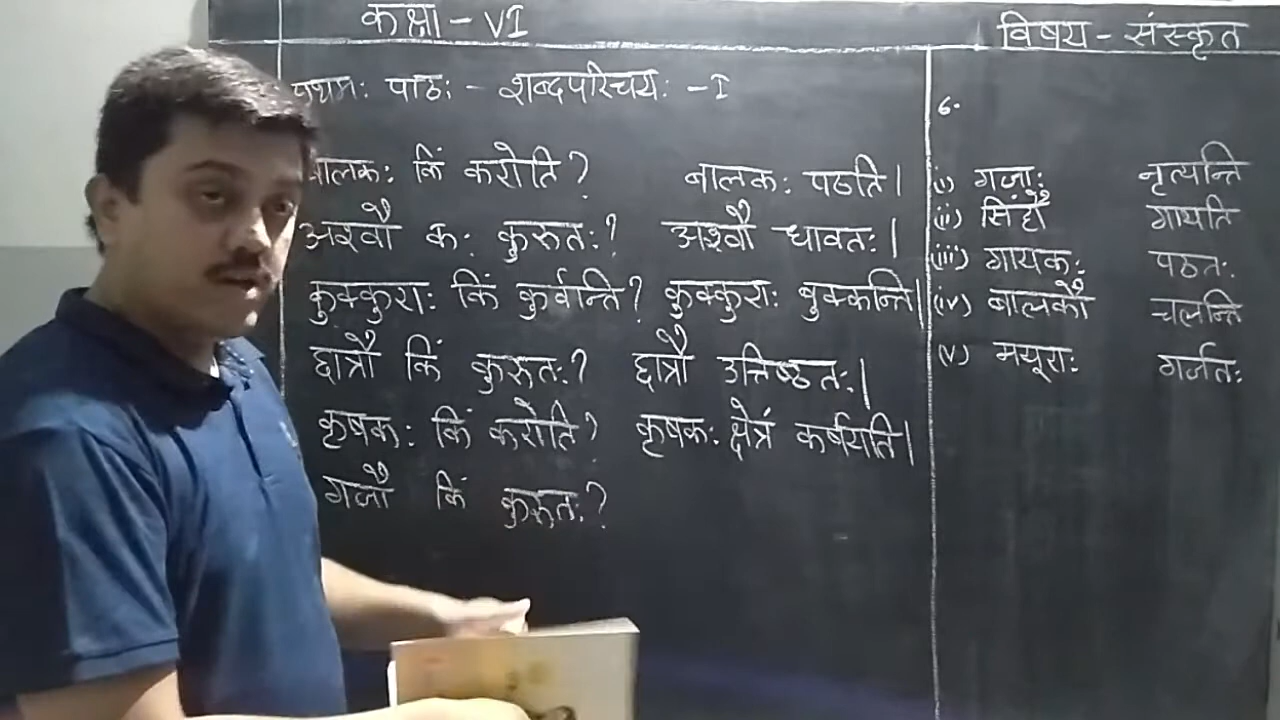 कक्षा - VI
विषय - संस्कृत
प्रथमः पाठः - शब्दपरिचयः - I
बालकः किं करोति? बालकः पठति।
अश्वौ कः कुरुतः? अश्वौ धावतः।
कुक्कुराः किं कुर्वन्ति? कुक्कुराः बुक्कन्ति।
छात्रौ किं कुरुतः? छात्रौ उत्तिष्ठतः।
कृषकः किं करोति? कृषकः क्षेत्रं कर्षयति।
गजौ किं कुरुतः?
6.
(i) गजाः नृत्यन्ति
(ii) सिंहौ गायति
(iii) गायकः पठतः
(iv) बालकौ चलन्ति
(v) मयूराः गर्जतः